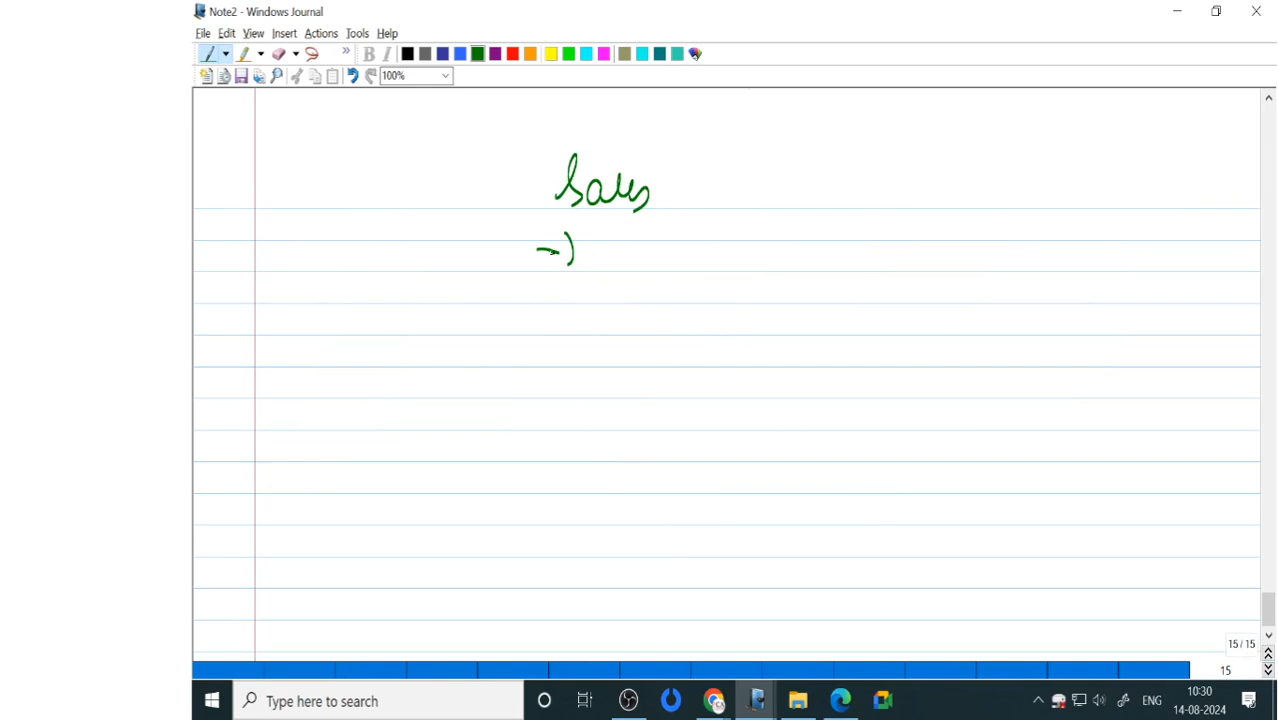 Note2 - Windows Journal
File Edit View Insert Actions Tools Help
B I
100%
Sales
→)
15 / 15
15
Type here to search
ENG
10:30
14-08-2024